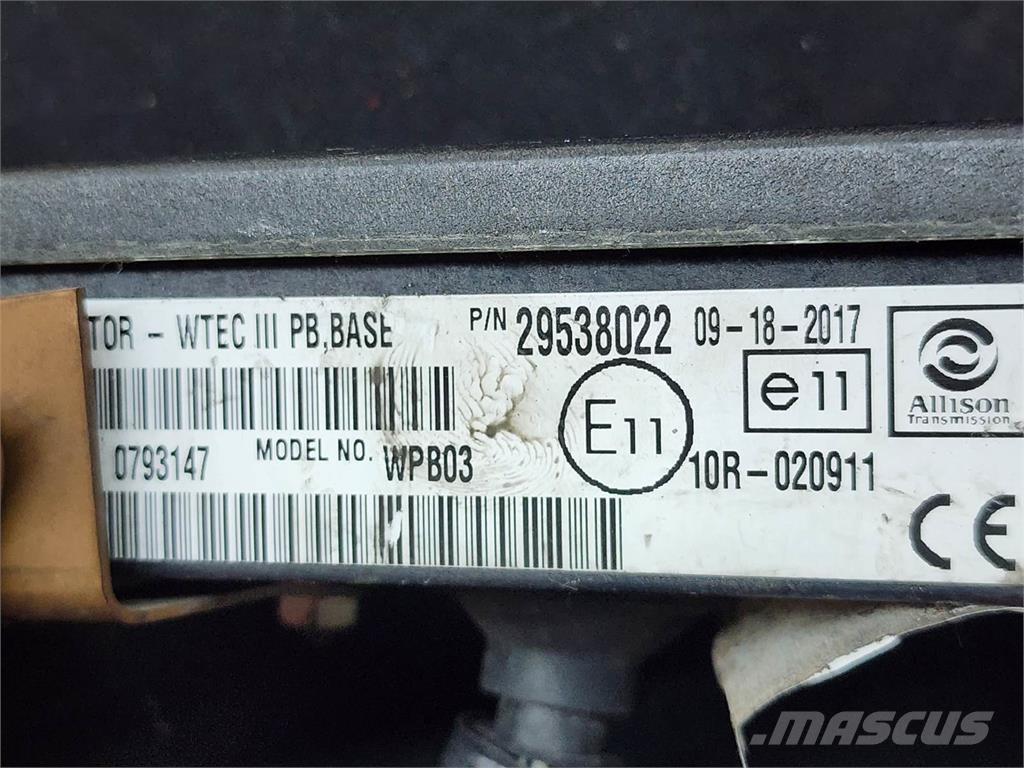 TOR - WTEC III PB,BASE P/N 29538022 09-18-2017
e11
E11
Allison
Transmission
0793147 MODEL NO. WPB03 10R-020911
CE
MASCUS